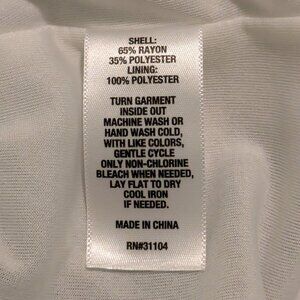 SHELL:
65% RAYON
35% POLYESTER
LINING:
100% POLYESTER
TURN GARMENT
INSIDE OUT
MACHINE WASH OR
HAND WASH COLD,
WITH LIKE COLORS,
GENTLE CYCLE
ONLY NON-CHLORINE
BLEACH WHEN NEEDED,
LAY FLAT TO DRY
COOL IRON
IF NEEDED.
MADE IN CHINA
RN#31104